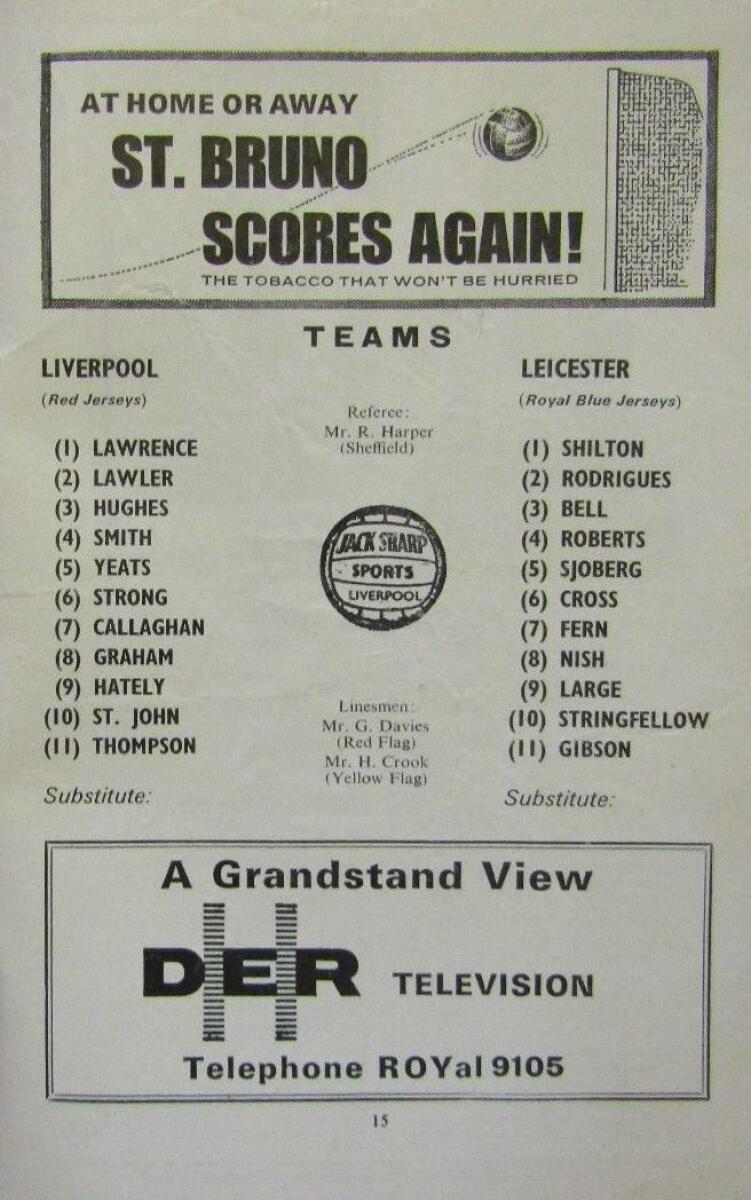 AT HOME OR AWAY
ST. BRUNO
SCORES AGAIN!
THE TOBACCO THAT WON'T BE HURRIED
TEAMS
LIVERPOOL
(Red Jerseys)
(1) LAWRENCE
(2) LAWLER
(3) HUGHES
(4) SMITH
(5) YEATS
(6) STRONG
(7) CALLAGHAN
(8) GRAHAM
(9) HATELY
(10) ST. JOHN
(11) THOMPSON
Substitute:
Referee:
Mr. R. Harper
(Sheffield)
JACK SHARP
SPORTS
LIVERPOOL
Linesmen:
Mr. G. Davies
(Red Flag)
Mr. H. Crook
(Yellow Flag)
LEICESTER
(Royal Blue Jerseys)
(1) SHILTON
(2) RODRIGUES
(3) BELL
(4) ROBERTS
(5) SJOBERG
(6) CROSS
(7) FERN
(8) NISH
(9) LARGE
(10) STRINGFELLOW
(11) GIBSON
Substitute:
A Grandstand View
DER TELEVISION
Telephone ROYal 9105
15